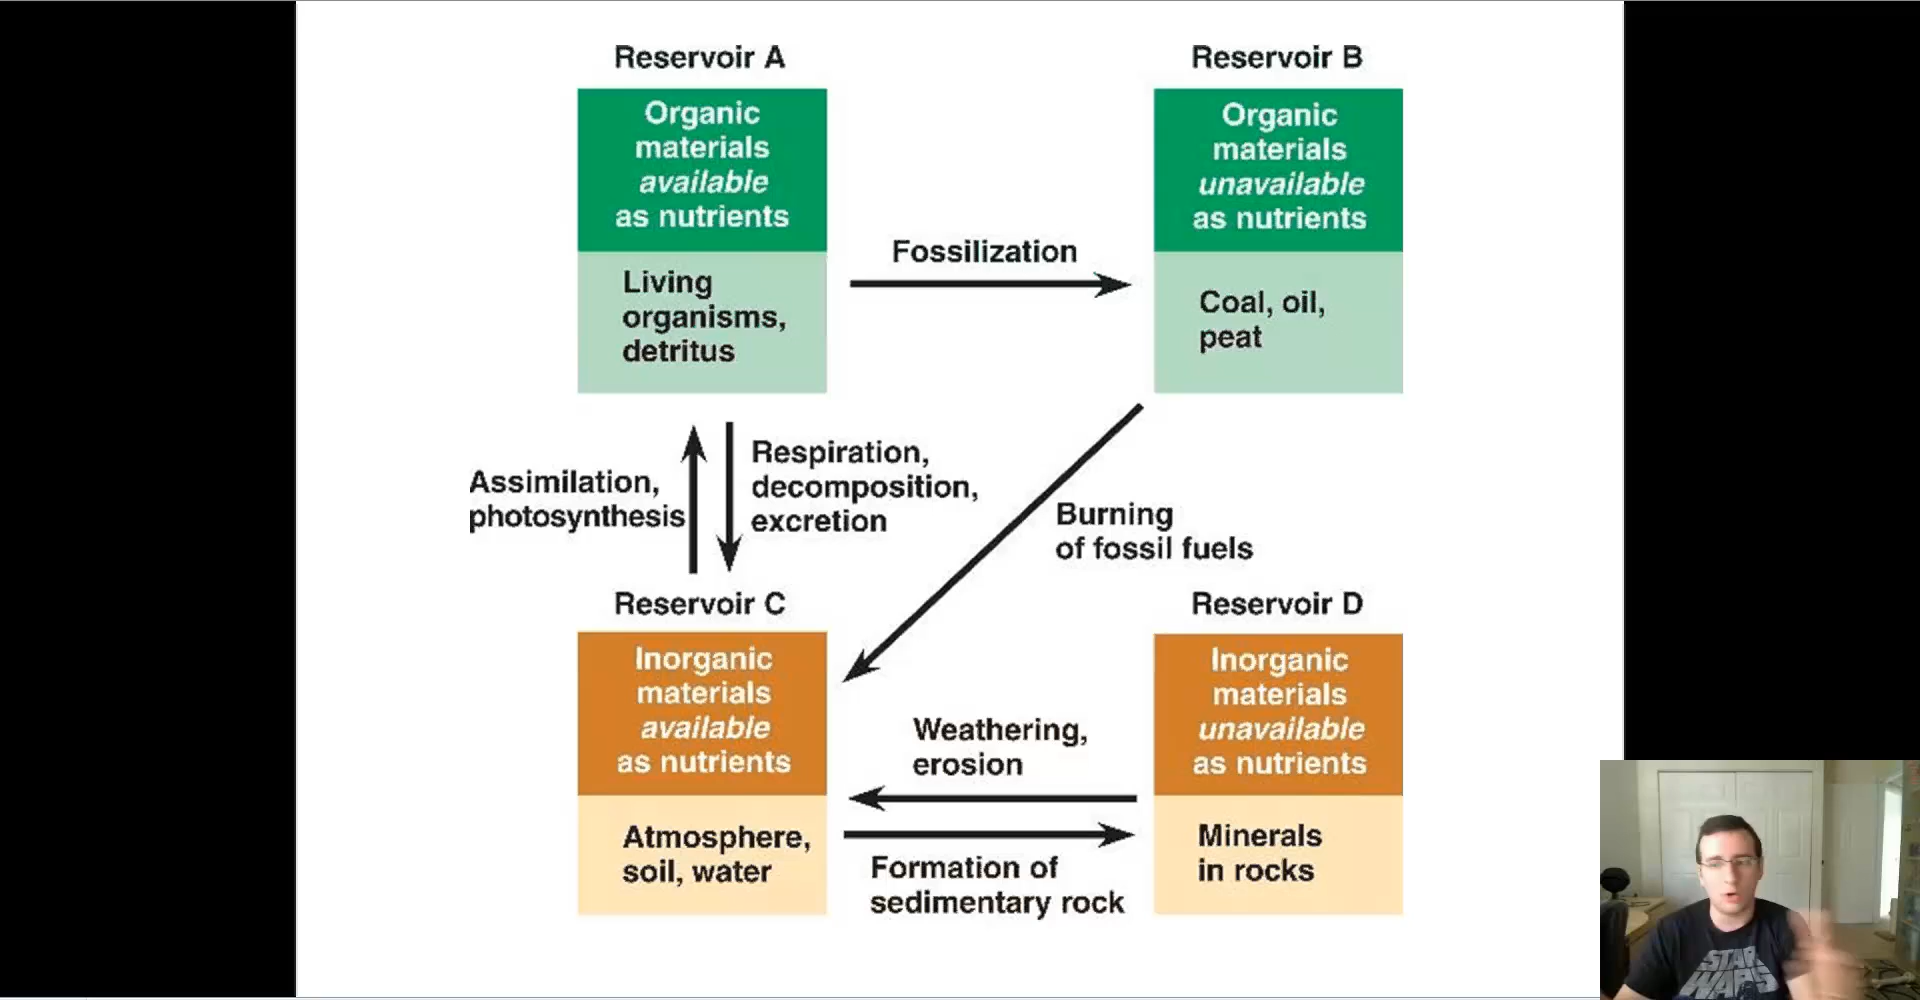 Reservoir A
Organic
materials
available
as nutrients
Living
organisms,
detritus
Reservoir B
Organic
materials
unavailable
as nutrients
Coal, oil,
peat
Fossilization
Assimilation,
photosynthesis
Respiration,
decomposition,
excretion
Burning
of fossil fuels
Reservoir C
Inorganic
materials
available
as nutrients
Atmosphere,
soil, water
Reservoir D
Inorganic
materials
unavailable
as nutrients
Minerals
in rocks
Weathering,
erosion
Formation of
sedimentary rock
STAR
WARS